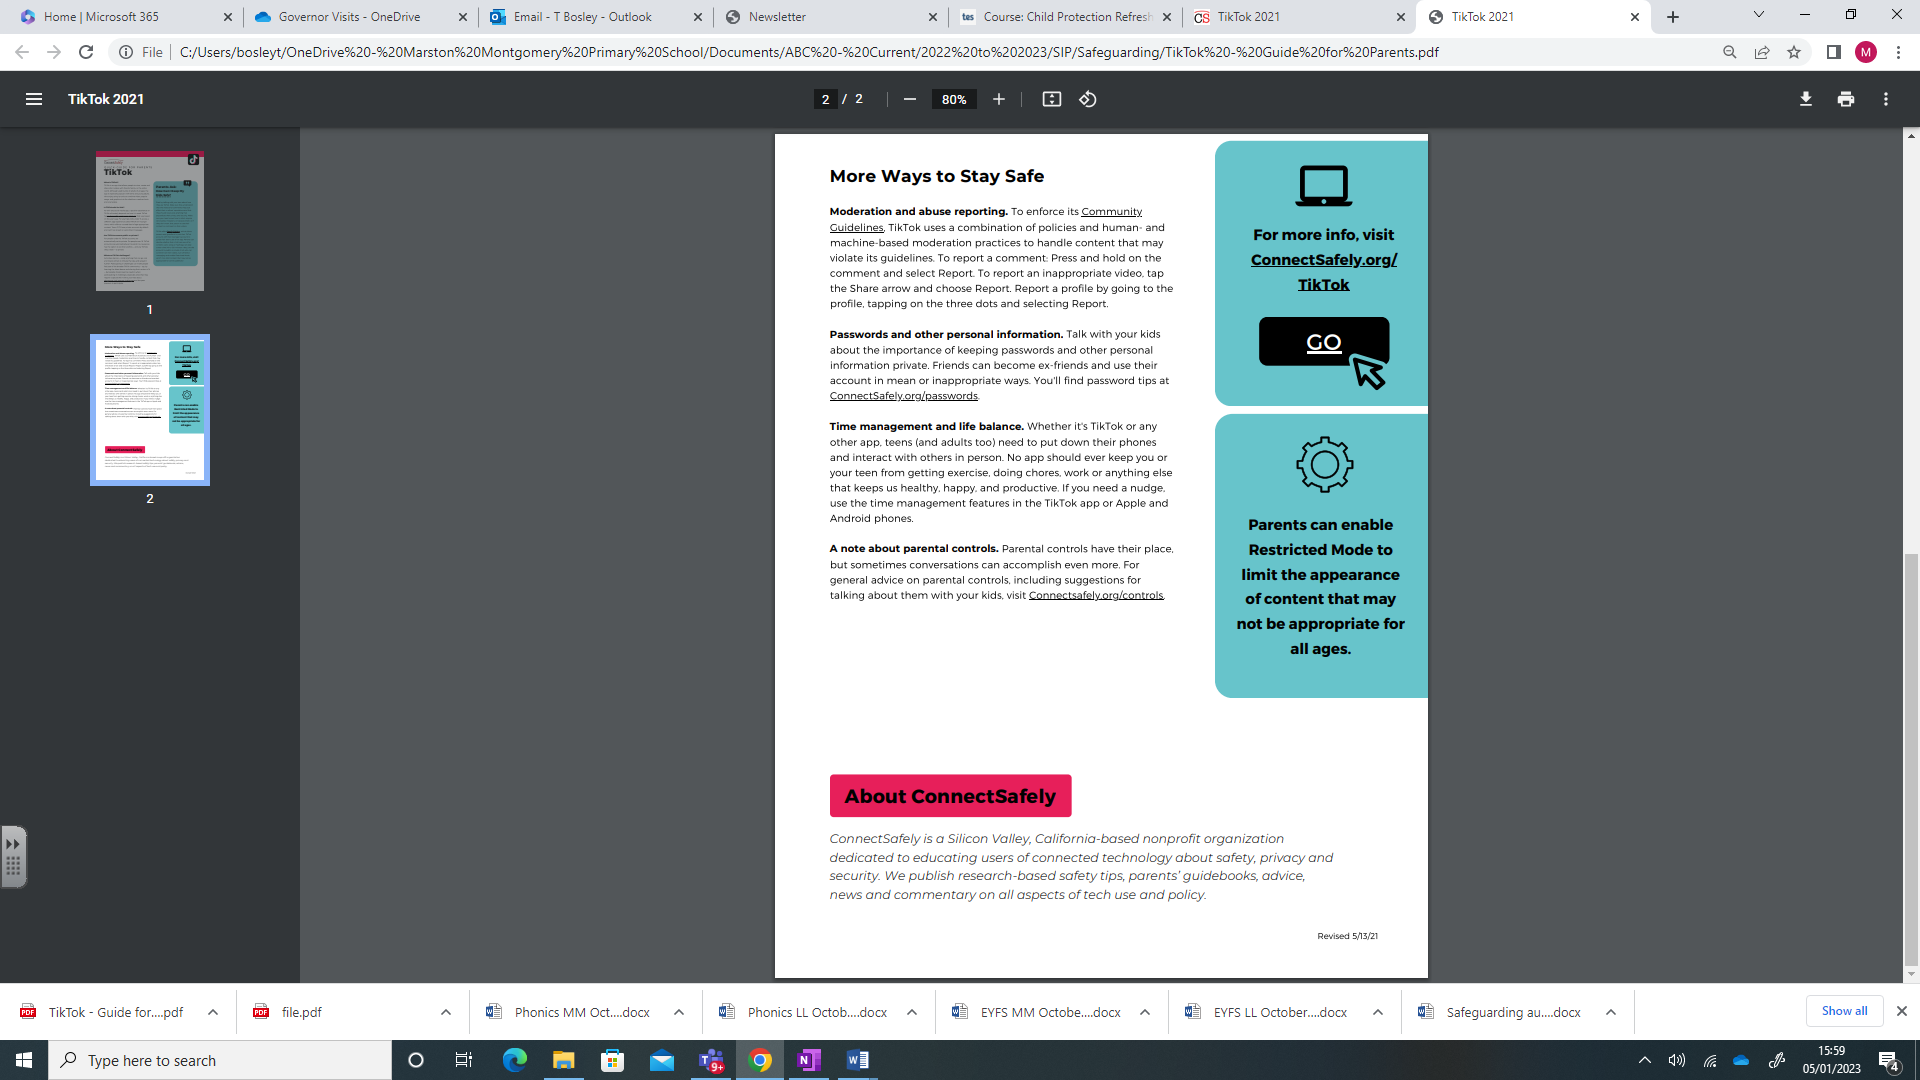 Home | Microsoft 365
Governor Visits - OneDrive
Email - T Bosley - Outlook
Newsletter
tes
Course: Child Protection Refresh
CS
TikTok 2021
TikTok 2021
File
C:/Users/bosleyt/OneDrive%20-%20Marston%20Montgomery%20Primary%20School/Documents/ABC%20-%20Current/2022%20to%202023/SIP/Safeguarding/TikTok%20-%20Guide%20for%20Parents.pdf
M
TikTok 2021
2 / 2
80%
TikTok
1
2
More Ways to Stay Safe
Moderation and abuse reporting. To enforce its Community
Guidelines, TikTok uses a combination of policies and human- and
machine-based moderation practices to handle content that may
violate its guidelines. To report a comment: Press and hold on the
comment and select Report. To report an inappropriate video, tap
the Share arrow and choose Report. Report a profile by going to the
profile, tapping on the three dots and selecting Report.
Passwords and other personal information. Talk with your kids
about the importance of keeping passwords and other personal
information private. Friends can become ex-friends and use their
account in mean or inappropriate ways. You'll find password tips at
ConnectSafely.org/passwords.
Time management and life balance. Whether it's TikTok or any
other app, teens (and adults too) need to put down their phones
and interact with others in person. No app should ever keep you or
your teen from getting exercise, doing chores, work or anything else
that keeps us healthy, happy, and productive. If you need a nudge,
use the time management features in the TikTok app or Apple and
Android phones.
A note about parental controls. Parental controls have their place,
but sometimes conversations can accomplish even more. For
general advice on parental controls, including suggestions for
talking about them with your kids, visit Connectsafely.org/controls.
For more info, visit
ConnectSafely.org/
TikTok
GO
Parents can enable
Restricted Mode to
limit the appearance
of content that may
not be appropriate for
all ages.
About ConnectSafely
ConnectSafely is a Silicon Valley, California-based nonprofit organization
dedicated to educating users of connected technology about safety, privacy and
security. We publish research-based safety tips, parents' guidebooks, advice,
news and commentary on all aspects of tech use and policy.
Revised 5/13/21
TikTok - Guide for....pdf
file.pdf
Phonics MM Oct....docx
Phonics LL Octob....docx
EYFS MM Octobe....docx
EYFS LL October....docx
Safeguarding au....docx
Show all
Type here to search
9+
15:59
05/01/2023
4